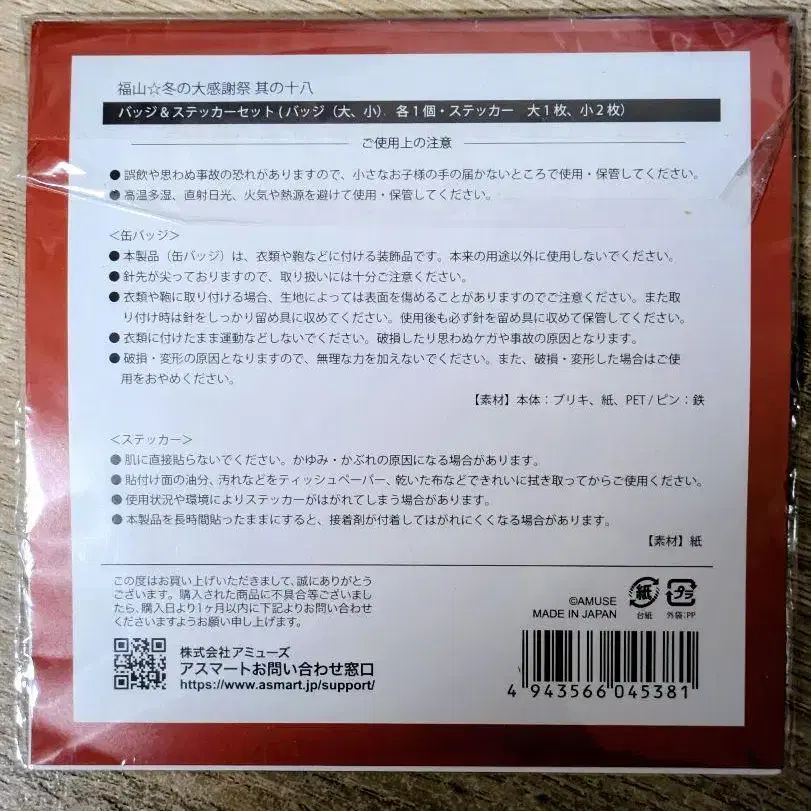 福山☆冬の大感謝祭 其の十八
バッジ&ステッカーセット(バッジ(大、小) 各1個・ステッカー 大1枚、小2枚)
ご使用上の注意
●誤飲や思わぬ事故の恐れがありますので、小さなお子様の手の届かないところで使用・保管してください。
●高温多湿、直射日光、火気や熱源を避けて使用・保管してください。
<缶バッジ>
●本製品(缶バッジ)は、衣類や鞄などに付ける装飾品です。本来の用途以外に使用しないでください。
●針先が尖っておりますので、取り扱いには十分ご注意ください。
●衣類や鞄に取り付ける場合、生地によっては表面を傷めることがありますのでご注意ください。また取
り付け時は針をしっかり留め具に収めてください。使用後も必ず針を留め具に収めて保管してください。
●衣類に付けたまま運動などしないでください。破損したり思わぬケガや事故の原因となります。
●破損・変形の原因となりますので、無理な力を加えないでください。また、破損・変形した場合はご使
用をおやめください。
【素材】本体:ブリキ、紙、PET/ピン:鉄
<ステッカー>
●肌に直接貼らないでください。かゆみ・かぶれの原因になる場合があります。
●貼付け面の油分、汚れなどをティッシュペーパー、乾いた布などできれいに拭き取ってからご使用ください。
●使用状況や環境によりステッカーがはがれてしまう場合があります。
●本製品を長時間貼ったままにすると、接着剤が付着してはがれにくくなる場合があります。
【素材】紙
この度はお買い上げいただきまして、誠にありがとう
ございます。購入された商品に不具合等ございまし
たら、購入日より1ヶ月以内に下記よりお問い合わせ
くださいますようお願い申し上げます。
株式会社アミューズ
アスマートお問い合わせ窓口
https://www.asmart.jp/support/
©AMUSE
MADE IN JAPAN
紙
台紙
プラ
外袋:PP
4 943566 045381